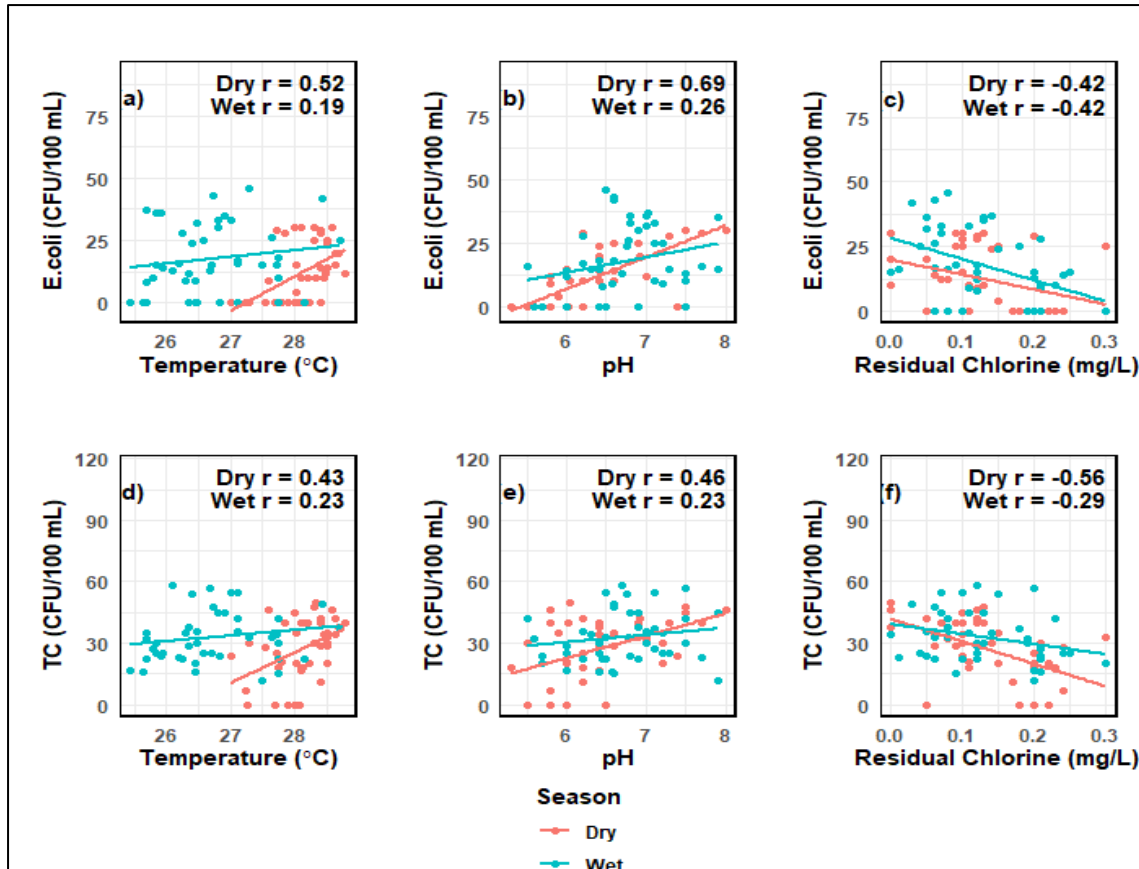 a)
Dry r = 0.52
Wet r = 0.19
E.coli (CFU/100 mL)
75
50
25
0
26
27
28
Temperature (°C)
b)
Dry r = 0.69
Wet r = 0.26
E.coli (CFU/100 mL)
75
50
25
0
6
7
8
pH
c)
Dry r = -0.42
Wet r = -0.42
E.coli (CFU/100 mL)
75
50
25
0
0.0
0.1
0.2
0.3
Residual Chlorine (mg/L)
d)
Dry r = 0.43
Wet r = 0.23
TC (CFU/100 mL)
120
90
60
30
0
26
27
28
Temperature (°C)
e)
Dry r = 0.46
Wet r = 0.23
TC (CFU/100 mL)
120
90
60
30
0
6
7
8
pH
(f)
Dry r = -0.56
Wet r = -0.29
TC (CFU/100 mL)
120
90
60
30
0
0.0
0.1
0.2
0.3
Residual Chlorine (mg/L)
Season
Dry
Wet